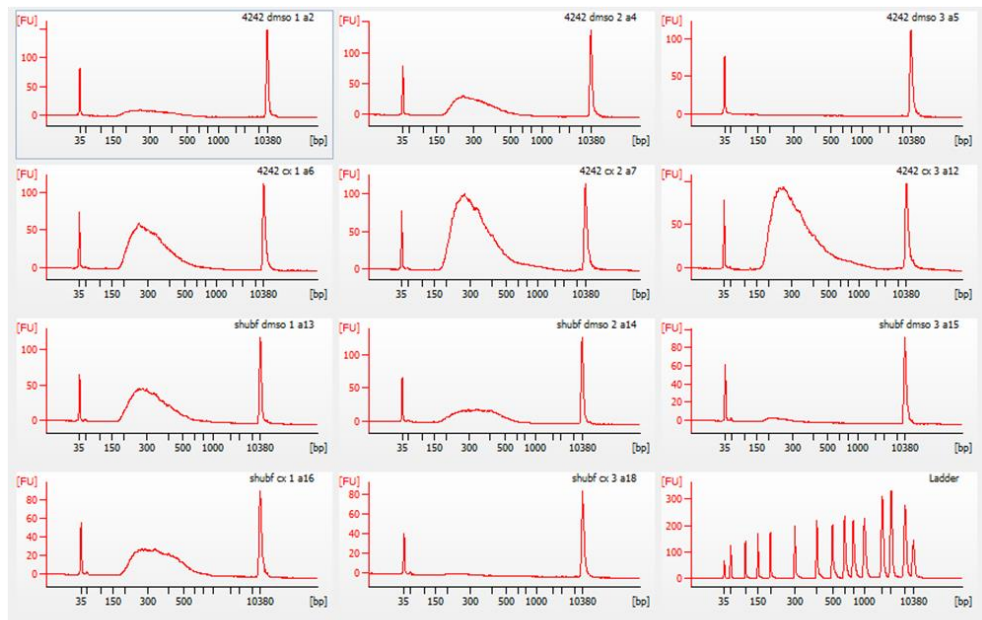 4242 dmso 1 a2
[FU]
100
50
0
35 150 300 500 1000 10380 [bp]
4242 dmso 2 a4
[FU]
100
50
0
35 150 300 500 1000 10380 [bp]
4242 dmso 3 a5
[FU]
100
50
0
35 150 300 500 1000 10380 [bp]
4242 cx 1 a6
[FU]
100
50
0
35 150 300 500 1000 10380 [bp]
4242 cx 2 a7
[FU]
100
50
0
35 150 300 500 1000 10380 [bp]
4242 cx 3 a12
[FU]
50
0
35 150 300 500 1000 10380 [bp]
shubf dmso 1 a13
[FU]
100
50
0
35 150 300 500 1000 10380 [bp]
shubf dmso 2 a14
[FU]
100
50
0
35 150 300 500 1000 10380 [bp]
shubf dmso 3 a15
[FU]
80
60
40
20
0
35 150 300 500 1000 10380 [bp]
shubf cx 1 a16
[FU]
80
60
40
20
0
35 150 300 500 1000 10380 [bp]
shubf cx 3 a18
[FU]
80
60
40
20
0
35 150 300 500 1000 10380 [bp]
Ladder
[FU]
300
200
100
0
35 150 300 500 1000 10380 [bp]